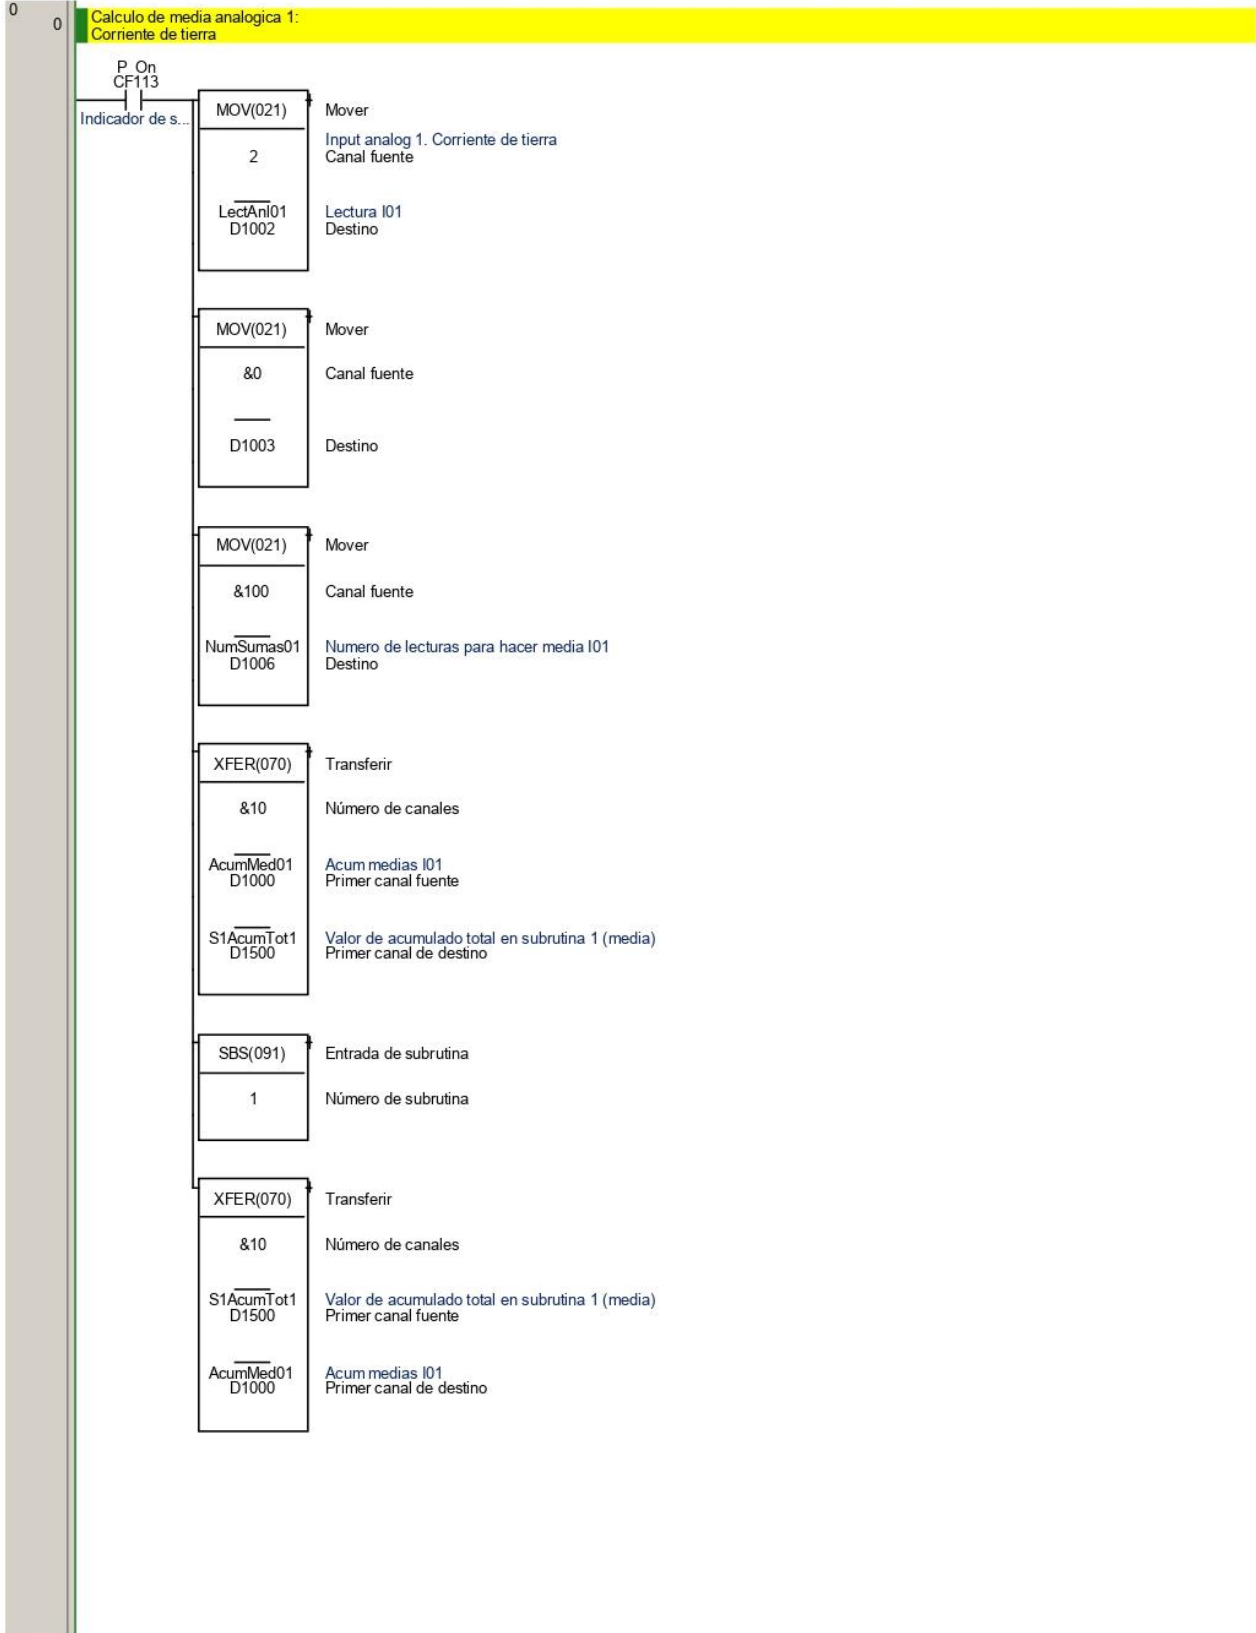 0
0
Calculo de media analogica 1:
Corriente de tierra
P_On
CF113
Indicador de s...
MOV(021)
Mover
2
Input analog 1. Corriente de tierra
Canal fuente
LectAnI01
D1002
Lectura I01
Destino
MOV(021)
Mover
&0
Canal fuente
D1003
Destino
MOV(021)
Mover
&100
Canal fuente
NumSumas01
D1006
Numero de lecturas para hacer media I01
Destino
XFER(070)
Transferir
&10
Número de canales
AcumMed01
D1000
Acum medias I01
Primer canal fuente
S1AcumTot1
D1500
Valor de acumulado total en subrutina 1 (media)
Primer canal de destino
SBS(091)
Entrada de subrutina
1
Número de subrutina
XFER(070)
Transferir
&10
Número de canales
S1AcumTot1
D1500
Valor de acumulado total en subrutina 1 (media)
Primer canal fuente
AcumMed01
D1000
Acum medias I01
Primer canal de destino